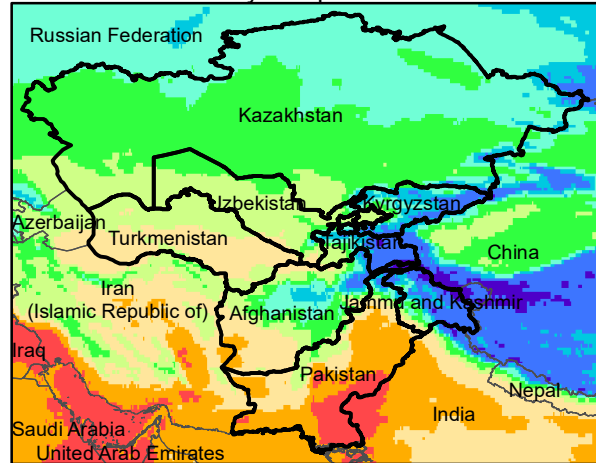 Russian Federation
Kazakhstan
Uzbekistan
Kyrgyzstan
Azerbaijan
Turkmenistan
Tajikistan
China
Iran
(Islamic Republic of)
Afghanistan
Jammu and Kashmir
Iraq
Pakistan
Nepal
India
Saudi Arabia
United Arab Emirates